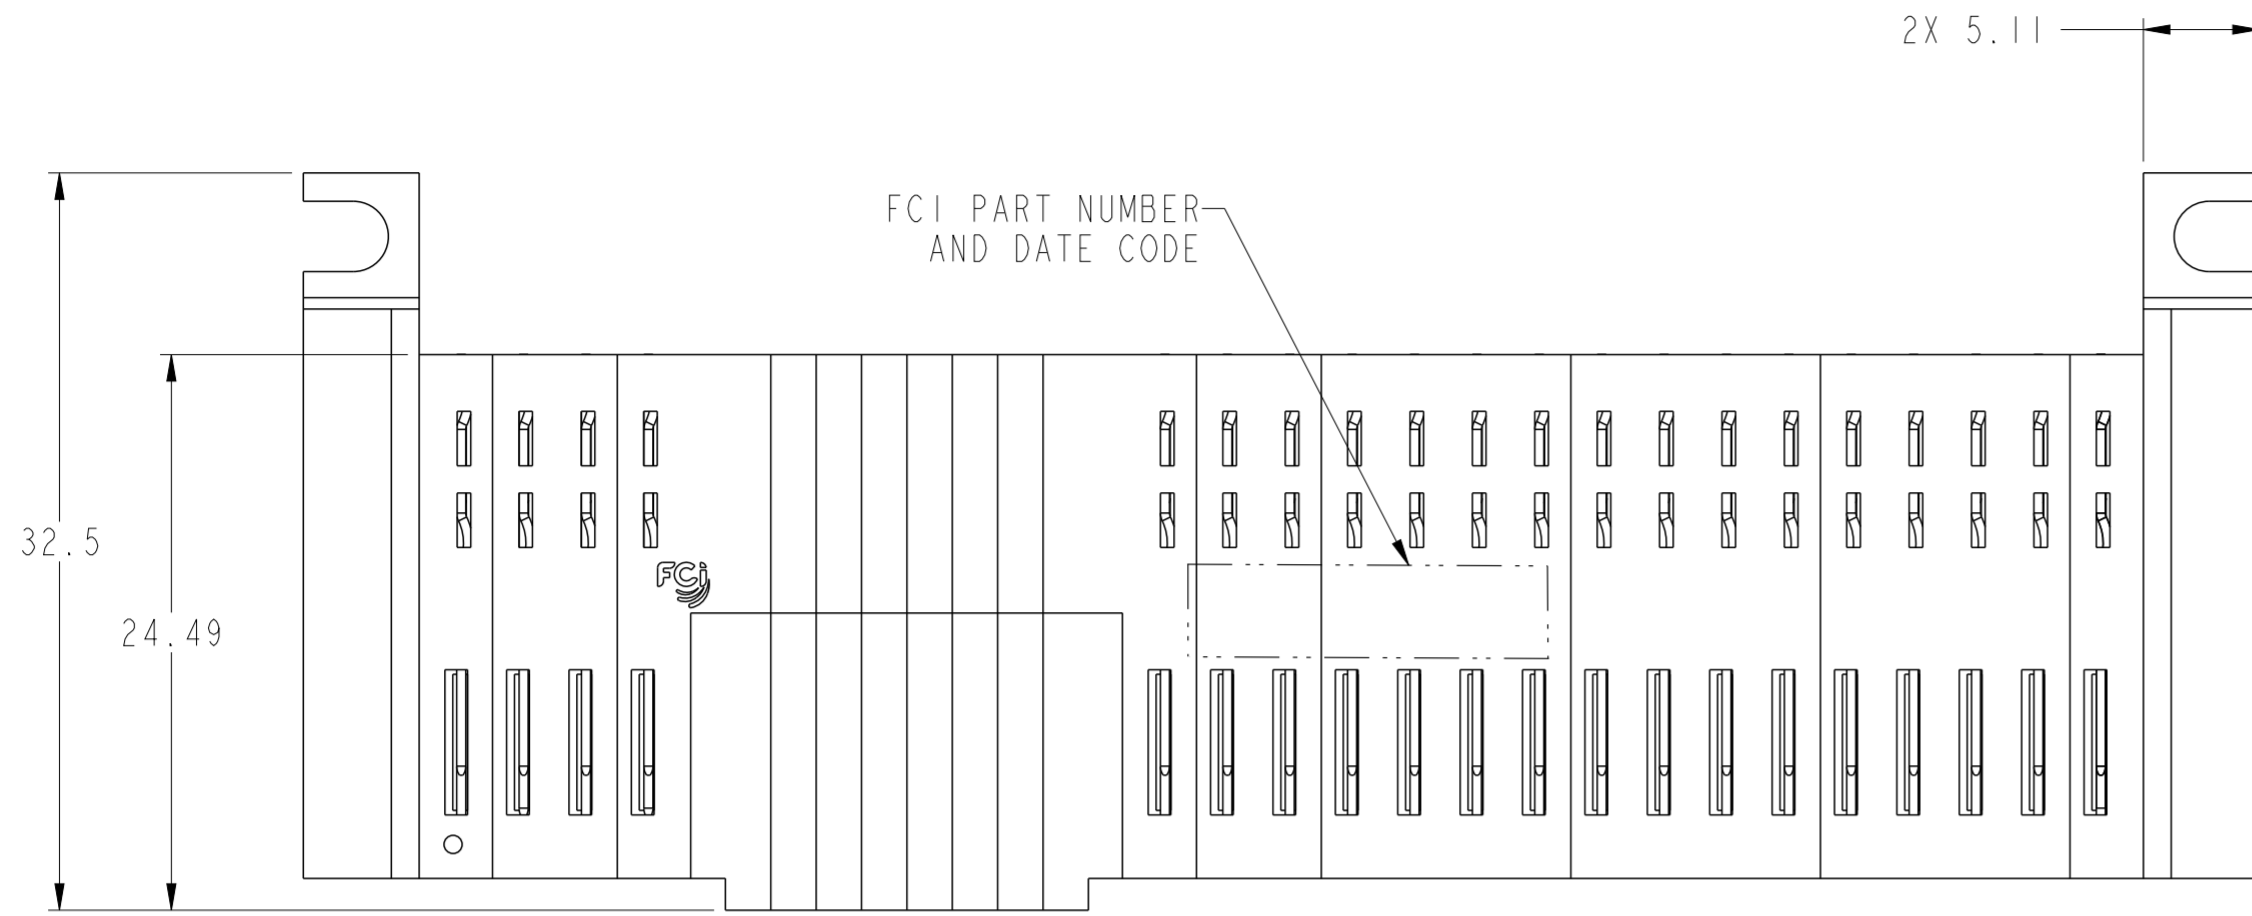 2X 5.11
FCI PART NUMBER
AND DATE CODE
32.5
FCi
24.49